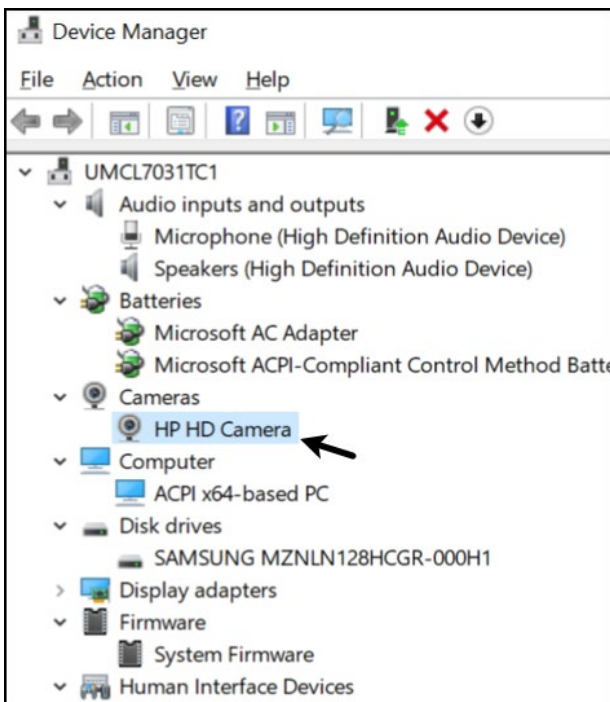 Device Manager
File Action View Help
UMCL7031TC1
Audio inputs and outputs
Microphone (High Definition Audio Device)
Speakers (High Definition Audio Device)
Batteries
Microsoft AC Adapter
Microsoft ACPI-Compliant Control Method Batte
Cameras
HP HD Camera
Computer
ACPI x64-based PC
Disk drives
SAMSUNG MZNLN128HCGR-000H1
Display adapters
Firmware
System Firmware
Human Interface Devices